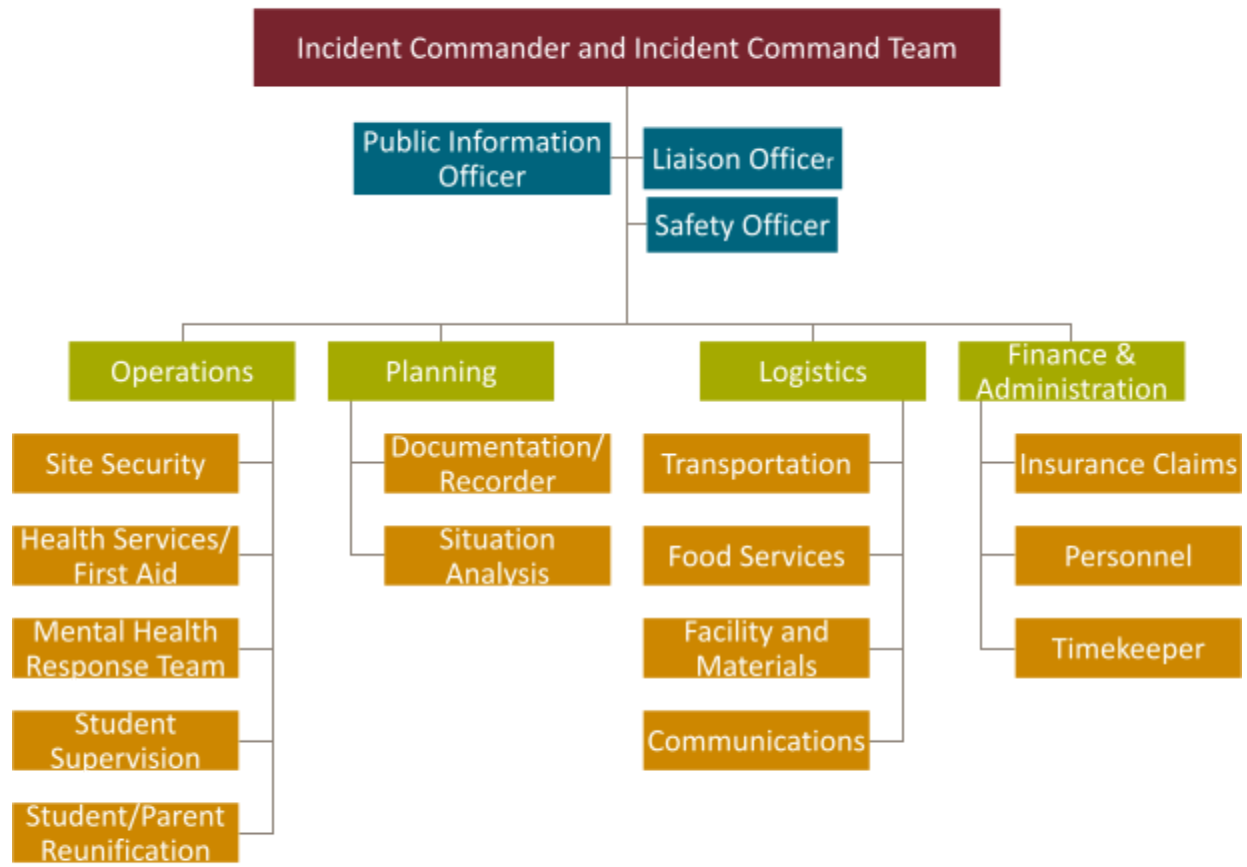 Incident Commander and Incident Command Team
Public Information
Officer
Liaison Officer
Safety Officer
Operations
Planning
Logistics
Finance &
Administration
Site Security
Documentation/
Recorder
Transportation
Insurance Claims
Health Services/
First Aid
Situation
Analysis
Food Services
Personnel
Mental Health
Response Team
Facility and
Materials
Timekeeper
Student
Supervision
Communications
Student/Parent
Reunification